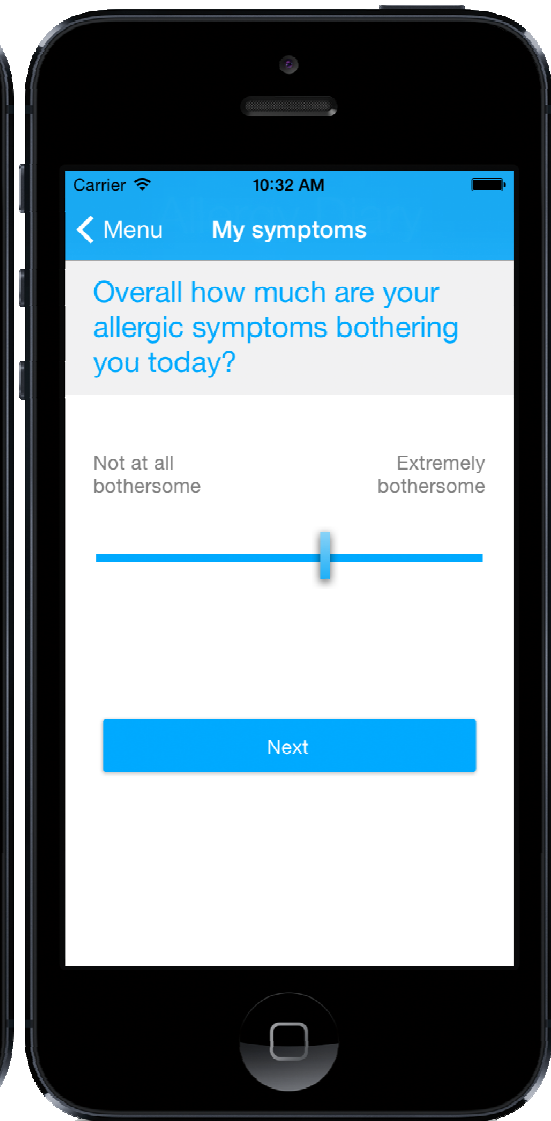 Carrier 10:32 AM
Menu My symptoms
Overall how much are your
allergic symptoms bothering
you today?
Not at all Extremely
bothersome bothersome
Next